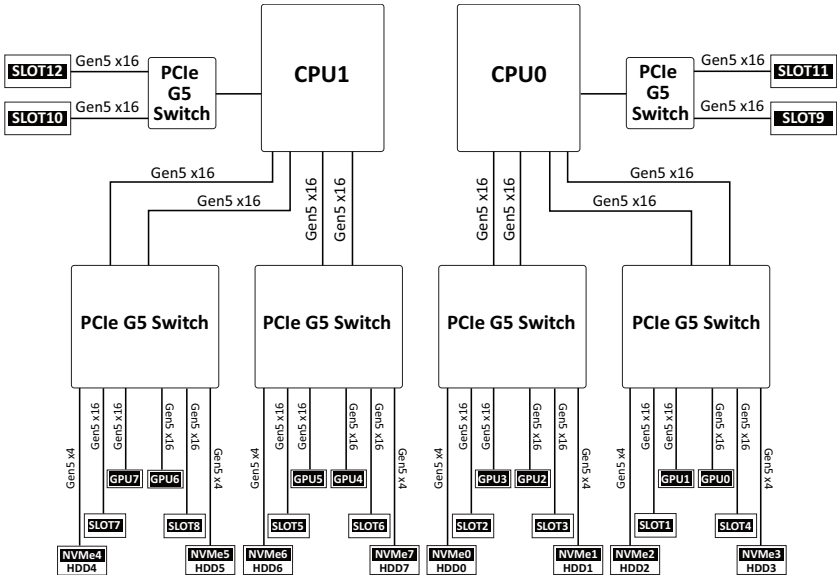 Gen5 x16
SLOT12
PCIe
G5
Switch
Gen5 x16
SLOT10
CPU1
CPU0
PCIe
G5
Switch
Gen5 x16
SLOT11
Gen5 x16
SLOT9
Gen5 x16
Gen5 x16
Gen5 x16
Gen5 x16
Gen5 x16
Gen5 x16
Gen5 x16
Gen5 x16
PCIe G5 Switch
PCIe G5 Switch
PCIe G5 Switch
PCIe G5 Switch
Gen5 x4
Gen5 x16
Gen5 x16
Gen5 x16
Gen5 x16
Gen5 x4
Gen5 x4
Gen5 x16
Gen5 x16
Gen5 x16
Gen5 x16
Gen5 x4
Gen5 x4
Gen5 x16
Gen5 x16
Gen5 x16
Gen5 x16
Gen5 x4
Gen5 x4
Gen5 x16
Gen5 x16
Gen5 x16
Gen5 x16
Gen5 x4
GPU7
GPU6
GPU5
GPU4
GPU3
GPU2
GPU1
GPU0
SLOT7
SLOT8
SLOT5
SLOT6
SLOT2
SLOT3
SLOT1
SLOT4
NVMe4
HDD4
NVMe5
HDD5
NVMe6
HDD6
NVMe7
HDD7
NVMe0
HDD0
NVMe1
HDD1
NVMe2
HDD2
NVMe3
HDD3